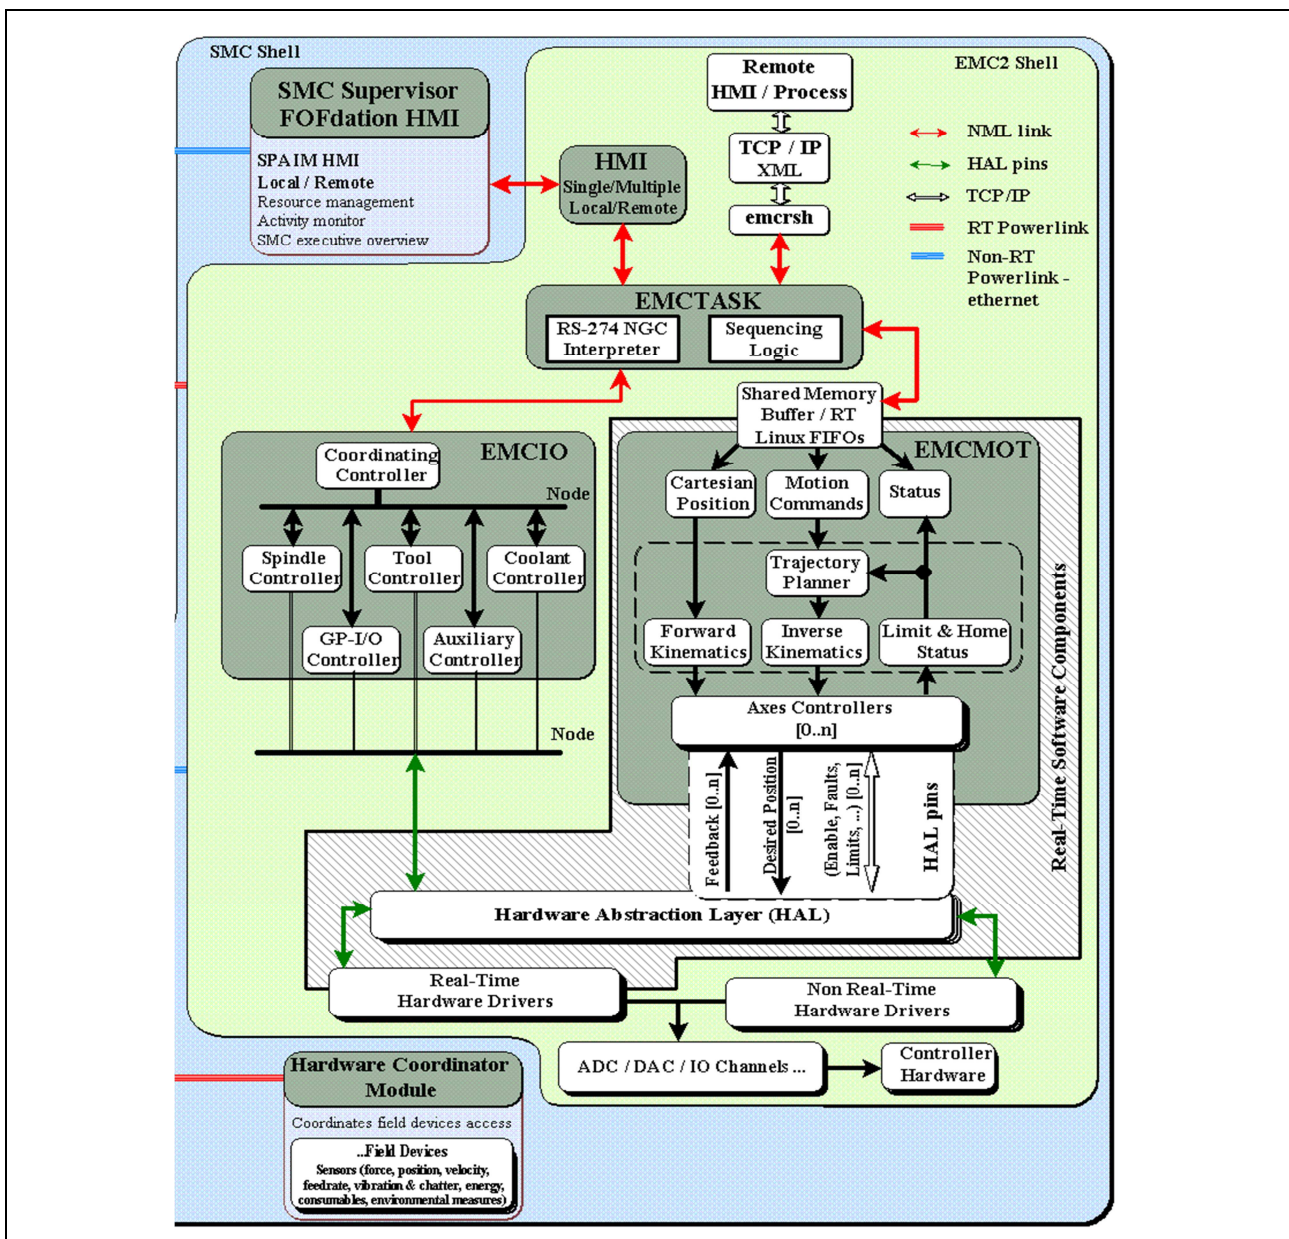 SMC Shell
EMC2 Shell
SMC Supervisor
FOFdation HMI
SPAIM HMI
Local / Remote
Resource management
Activity monitor
SMC executive overview
HMI
Single/Multiple
Local/Remote
Remote
HMI / Process
TCP / IP
XML
emcrsh
NML link
HAL pins
TCP/IP
RT Powerlink
Non-RT
Powerlink -
ethernet
EMCTASK
RS-274 NGC
Interpreter
Sequencing
Logic
Shared Memory
Buffer / RT
Linux FIFOs
EMCIO
Coordinating
Controller
Node
Spindle
Controller
Tool
Controller
Coolant
Controller
GP-I/O
Controller
Auxiliary
Controller
Node
EMCMOT
Cartesian
Position
Motion
Commands
Status
Trajectory
Planner
Forward
Kinematics
Inverse
Kinematics
Limit & Home
Status
Axes Controllers
[0..n]
Feedback [0..n]
Desired Position
[0..n]
(Enable, Faults,
Limits, ...) [0..n]
HAL pins
Real-Time Software Components
Hardware Abstraction Layer (HAL)
Real-Time
Hardware Drivers
Non Real-Time
Hardware Drivers
ADC / DAC / IO Channels ...
Controller
Hardware
Hardware Coordinator
Module
Coordinates field devices access
...Field Devices
Sensors (force, position, velocity,
feedrate, vibration & chatter, energy,
consumables, environmental measures)